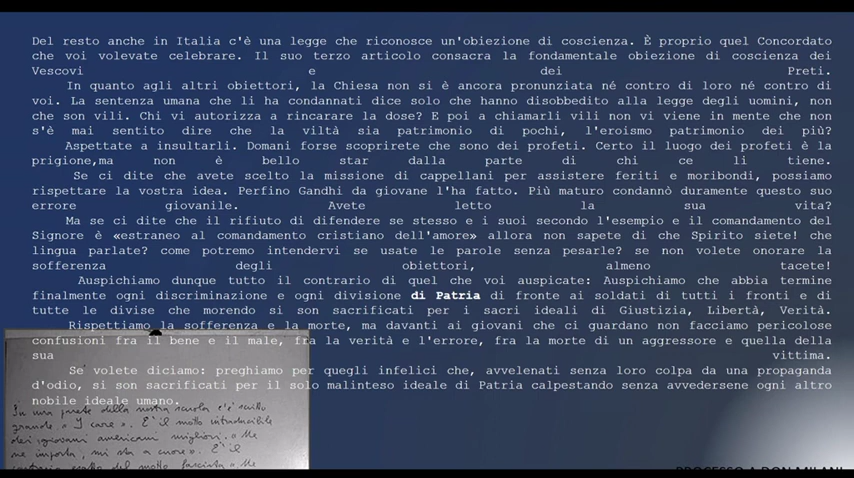 Del resto anche in Italia c'è una legge che riconosce un'obiezione di coscienza. È proprio quel Concordato
che voi volevate celebrare. Il suo terzo articolo consacra la fondamentale obiezione di coscienza dei
Vescovi e dei Preti.
In quanto agli altri obiettori, la Chiesa non si è ancora pronunziata né contro di loro né contro di
voi. La sentenza umana che li ha condannati dice solo che hanno disobbedito alla legge degli uomini, non
che son vili. Chi vi autorizza a rincarare la dose? E poi a chiamarli vili non vi viene in mente che non
s'è mai sentito dire che la viltà sia patrimonio di pochi, l'eroismo patrimonio dei più?
Aspettate a insultarli. Domani forse scoprirete che sono dei profeti. Certo il luogo dei profeti è la
prigione,ma non è bello star dalla parte di chi ce li tiene.
Se ci dite che avete scelto la missione di cappellani per assistere feriti e moribondi, possiamo
rispettare la vostra idea. Perfino Gandhi da giovane l'ha fatto. Più maturo condannò duramente questo suo
errore giovanile. Avete letto la sua vita?
Ma se ci dite che il rifiuto di difendere se stesso e i suoi secondo l'esempio e il comandamento del
Signore è «estraneo al comandamento cristiano dell'amore» allora non sapete di che Spirito siete! che
lingua parlate? come potremo intendervi se usate le parole senza pesarle? se non volete onorare la
sofferenza degli obiettori, almeno tacete!
Auspichiamo dunque tutto il contrario di quel che voi auspicate: Auspichiamo che abbia termine
finalmente ogni discriminazione e ogni divisione di Patria di fronte ai soldati di tutti i fronti e di
tutte le divise che morendo si son sacrificati per i sacri ideali di Giustizia, Libertà, Verità.
Rispettiamo la sofferenza e la morte, ma davanti ai giovani che ci guardano non facciamo pericolose
confusioni fra il bene e il male, fra la verità e l'errore, fra la morte di un aggressore e quella della
sua vittima.
Se volete diciamo: preghiamo per quegli infelici che, avvelenati senza loro colpa da una propaganda
d'odio, si son sacrificati per il solo malinteso ideale di Patria calpestando senza avvedersene ogni altro
nobile ideale umano.
In una parete della nostra scuola c'è scritto
grande « I care ». È il motto intraducibile
dei giovani americani migliori. « Me
ne importa, mi sta a cuore ». È il
contrario esatto del motto fascista « Me
PROCESSO A DON MILANI